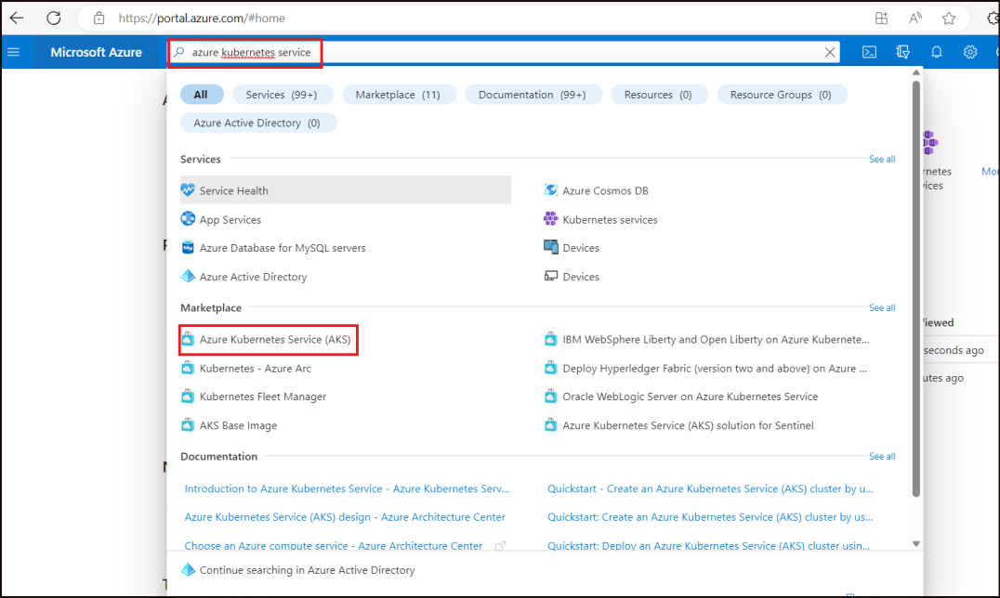 https://portal.azure.com/#home
Microsoft Azure
azure kubernetes service
All
Services (99+)
Marketplace (11)
Documentation (99+)
Resources (0)
Resource Groups (0)
Azure Active Directory (0)
Services
See all
Service Health
Azure Cosmos DB
App Services
Kubernetes services
Azure Database for MySQL servers
Devices
Azure Active Directory
Devices
Marketplace
See all
Azure Kubernetes Service (AKS)
IBM WebSphere Liberty and Open Liberty on Azure Kubernete...
Kubernetes - Azure Arc
Deploy Hyperledger Fabric (version two and above) on Azure ...
Kubernetes Fleet Manager
Oracle WebLogic Server on Azure Kubernetes Service
AKS Base Image
Azure Kubernetes Service (AKS) solution for Sentinel
Documentation
See all
Introduction to Azure Kubernetes Service - Azure Kubernetes Serv...
Quickstart - Create an Azure Kubernetes Service (AKS) cluster by u...
Azure Kubernetes Service (AKS) design - Azure Architecture Center
Quickstart: Create an Azure Kubernetes Service (AKS) cluster by us...
Choose an Azure compute service - Azure Architecture Center
Quickstart: Deploy an Azure Kubernetes Service (AKS) cluster usin...
Continue searching in Azure Active Directory
seconds ago